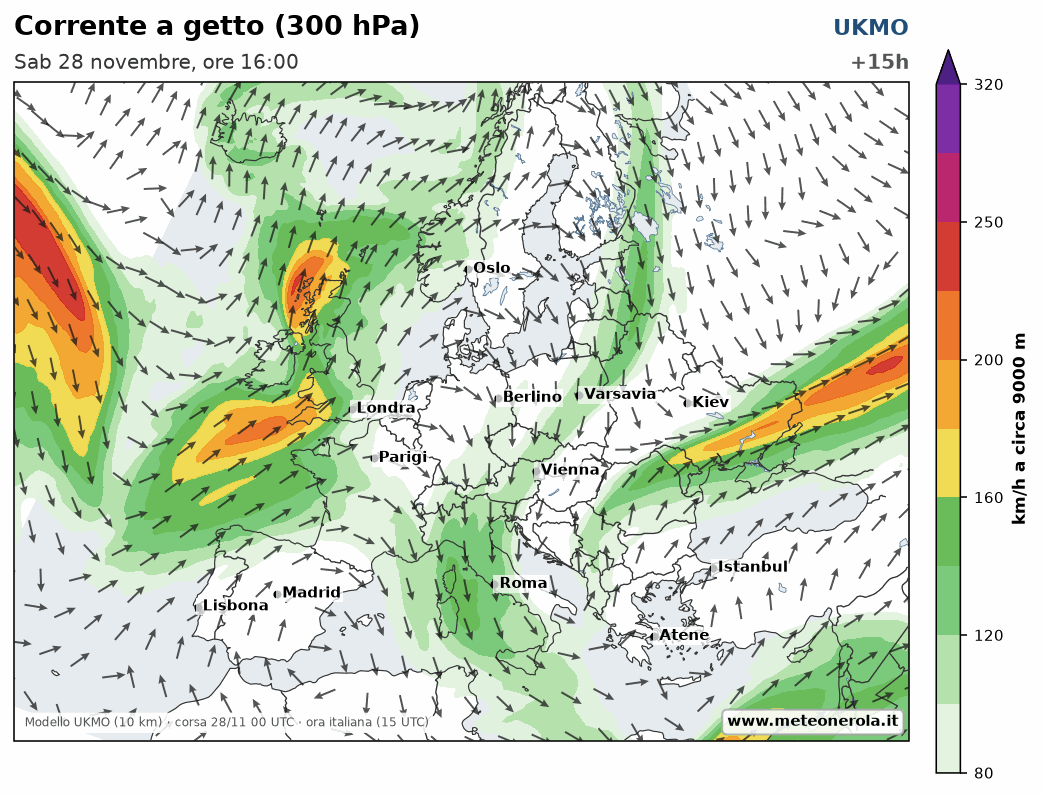 Corrente a getto (300 hPa)
UKMO
Sab 28 novembre, ore 16:00
+15h
320
250
200
160
120
80
km/h a circa 9000 m
Oslo
Berlino
Varsavia
Kiev
Londra
Parigi
Vienna
Istanbul
Roma
Madrid
Lisbona
Atene
Modello UKMO (10 km) · corsa 28/11 00 UTC · ora italiana (15 UTC)
www.meteonerola.it